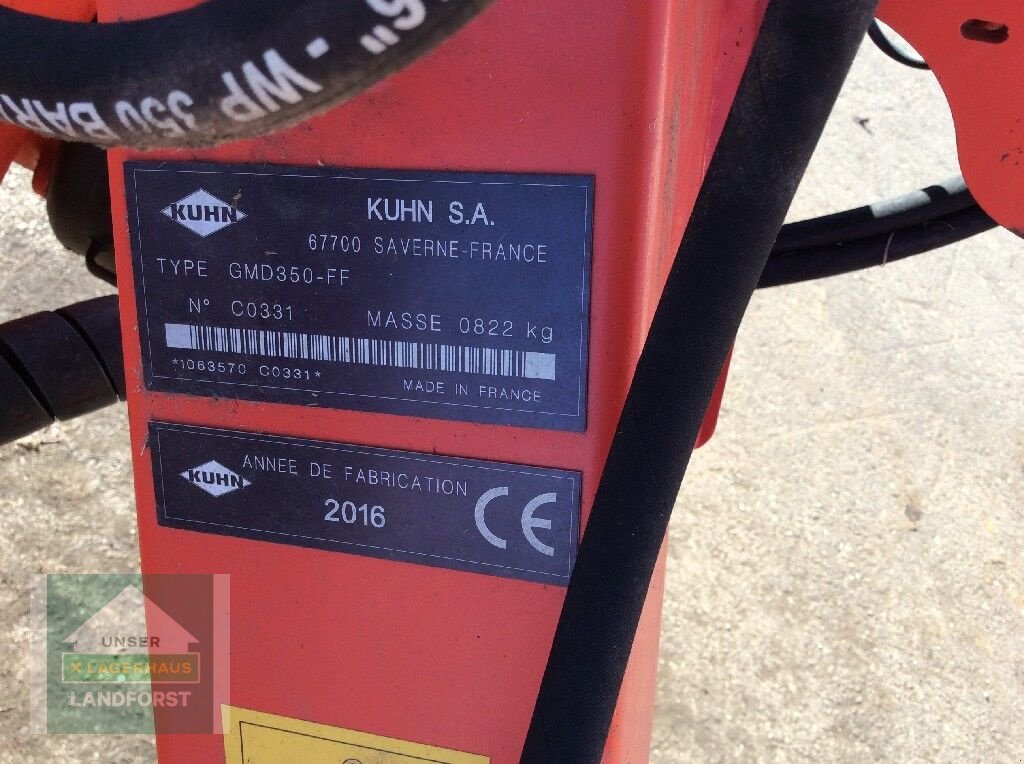 WP 350 BAR
6"
KUHN
KUHN S.A.
67700 SAVERNE-FRANCE
TYPE GMD350-FF
N° C0331 MASSE 0822 kg
*1063570 C0331*
MADE IN FRANCE
KUHN
ANNEE DE FABRICATION
2016
CE
UNSER
X LAGERHAUS
LANDFORST